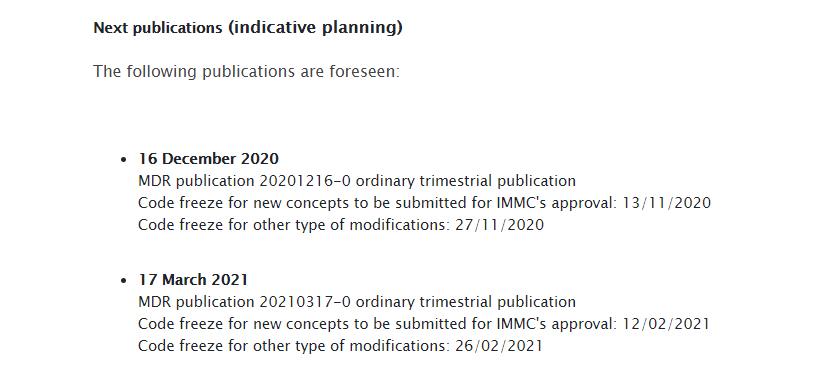 Next publications (indicative planning)
The following publications are foreseen:
• 16 December 2020
MDR publication 20201216-0 ordinary trimestrial publication
Code freeze for new concepts to be submitted for IMMC's approval: 13/11/2020
Code freeze for other type of modifications: 27/11/2020
• 17 March 2021
MDR publication 20210317-0 ordinary trimestrial publication
Code freeze for new concepts to be submitted for IMMC's approval: 12/02/2021
Code freeze for other type of modifications: 26/02/2021